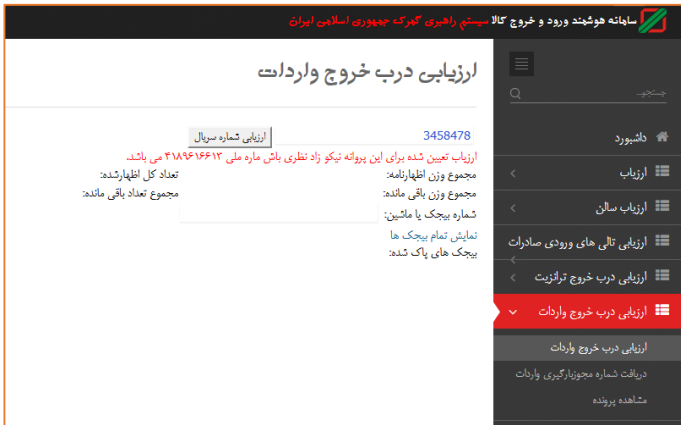 سامانه هوشمند ورود و خروج کالا سیستم راهبری گمرک جمهوری اسلامی ایران
ارزیابی درب خروج واردات
3458478 ارزیابی شماره سریال
ارزیاب تعیین شده برای این پروانه نیکو زاد نظری باش ماره ملی ۴۱۸۹۶۱۶۶۱۳ می باشد.
مجموع وزن اظهارنامه: تعداد کل اظهارشده:
مجموع وزن باقی مانده: مجموع تعداد باقی مانده:
شماره بیجک یا ماشین:
نمایش تمام بیجک ها
بیجک های پاک شده:
جستجو...
داشبورد
ارزیاب
ارزیاب سالن
ارزیابی تالی های ورودی صادرات
ارزیابی درب خروج ترانزیت
ارزیابی درب خروج واردات
ارزیابی درب خروج واردات
دریافت شماره مجوزبارگیری واردات
مشاهده پرونده